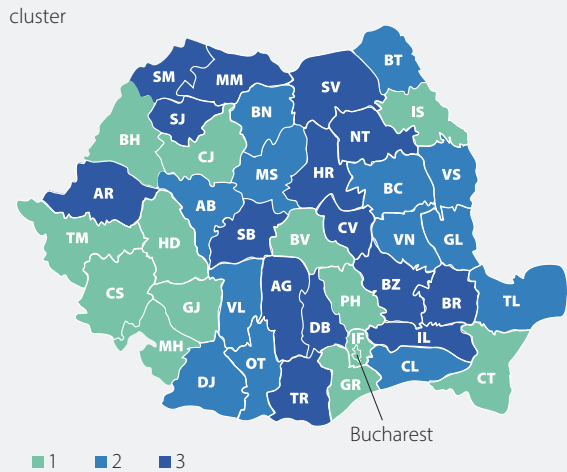 cluster
BT
SM
MM
SV
BN
IS
SJ
NT
BH
CJ
MS
HR
BC
VS
AR
AB
SB
BV
CV
VN
GL
TM
HD
BZ
BR
TL
CS
GJ
VL
AG
PH
DB
IF
IL
MH
OT
CL
DJ
TR
GR
CT
Bucharest
1 2 3